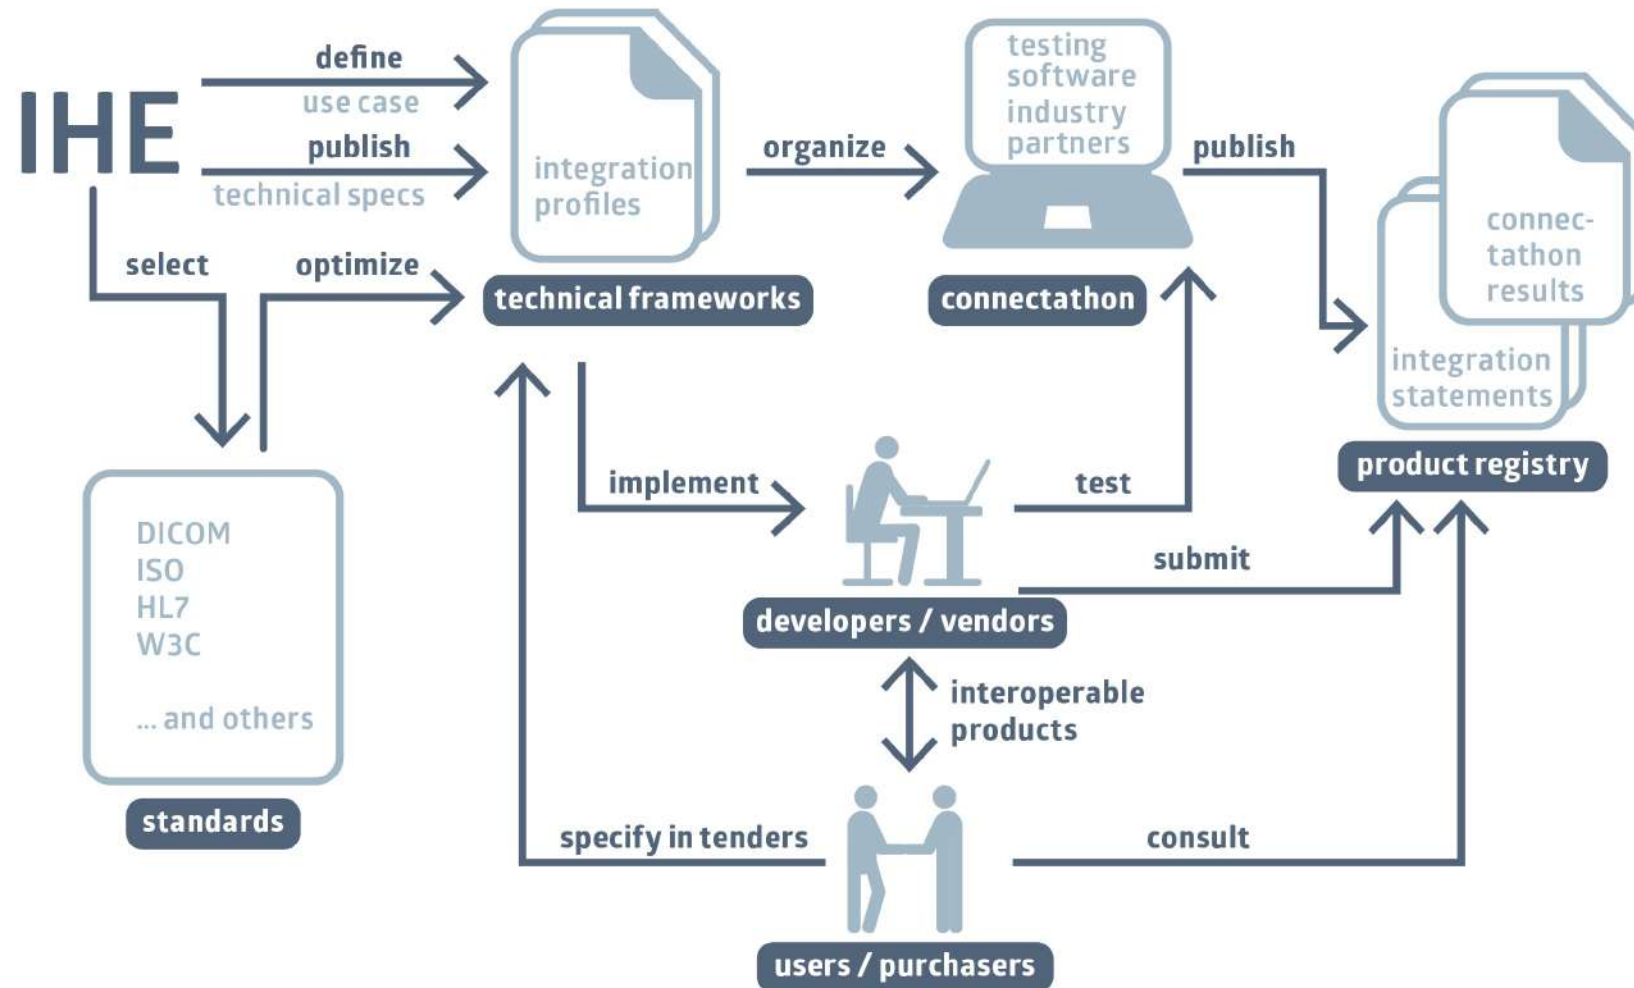 IHE
define
use case
publish
technical specs
select
optimize
integration
profiles
technical frameworks
organize
testing
software
industry
partners
connectathon
publish
connec-
tathon
results
integration
statements
product registry
DICOM
ISO
HL7
W3C
... and others
standards
implement
test
submit
developers / vendors
interoperable
products
specify in tenders
consult
users / purchasers